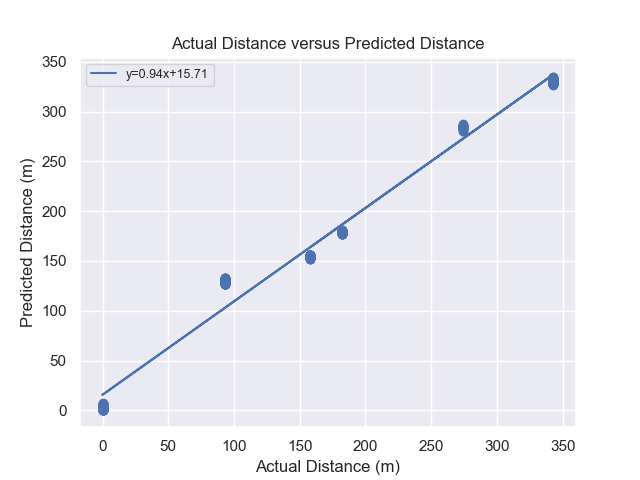 Actual Distance versus Predicted Distance
y=0.94x+15.71
350
300
250
200
150
100
50
0
Predicted Distance (m)
0 50 100 150 200 250 300 350
Actual Distance (m)